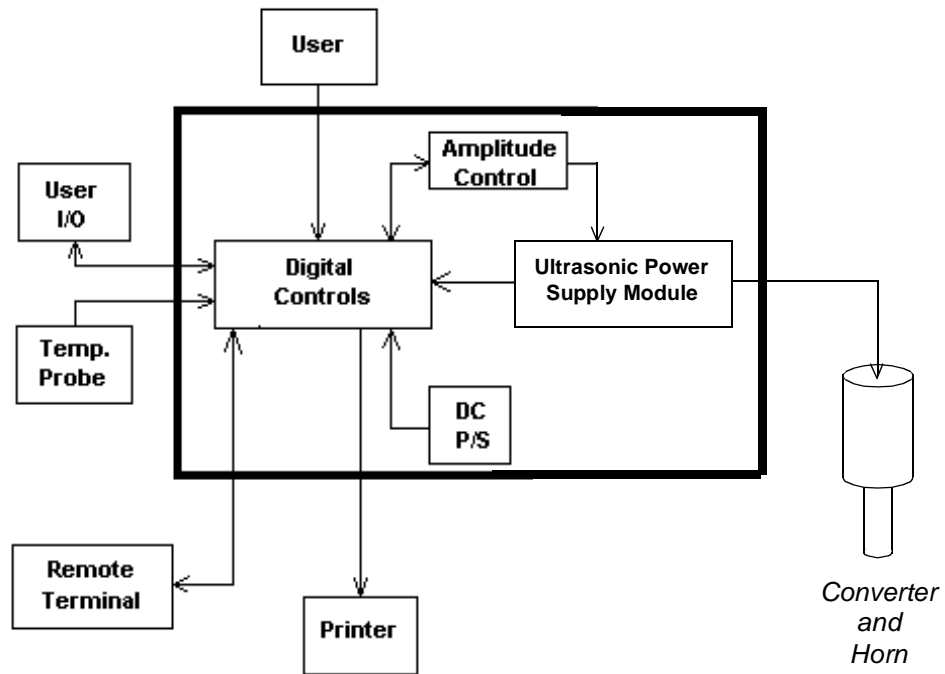 User
Amplitude
Control
User
I/O
Digital
Controls
Ultrasonic Power
Supply Module
Temp.
Probe
DC
P/S
Remote
Terminal
Printer
Converter
and
Horn